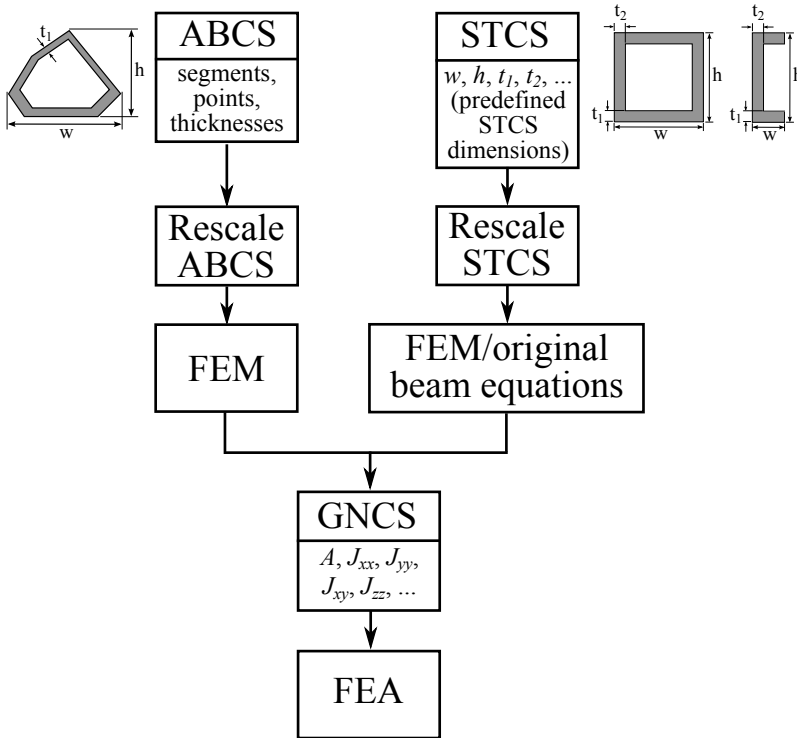 t1
h
w
ABCS
segments,
points,
thicknesses
STCS
w, h, t1, t2, ...
(predefined
STCS
dimensions)
t2
h
t1
w
t2
h
t1
w
Rescale
ABCS
Rescale
STCS
FEM
FEM/original
beam equations
GNCS
A, Jxx, Jyy,
Jxy, Jzz, ...
FEA